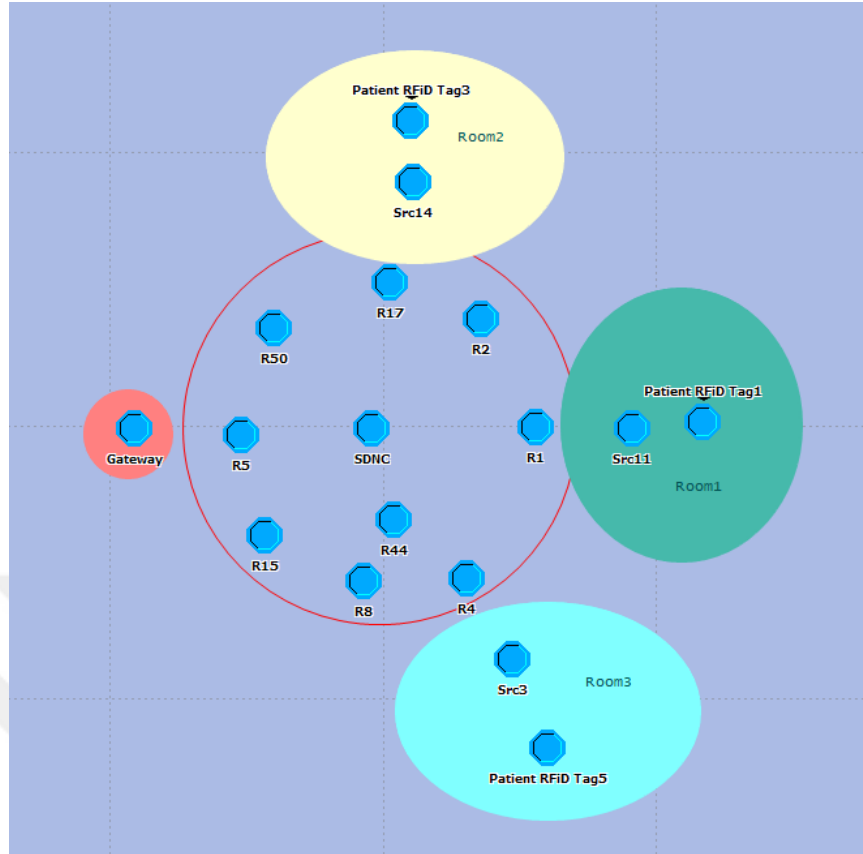 Patient RFiD Tag3
Room2
Src14
R17
R2
R50
Patient RFiD Tag1
Gateway
R5
SDNC
R1
Src11
Room1
R44
R15
R8
R4
Src3
Room3
Patient RFiD Tag5